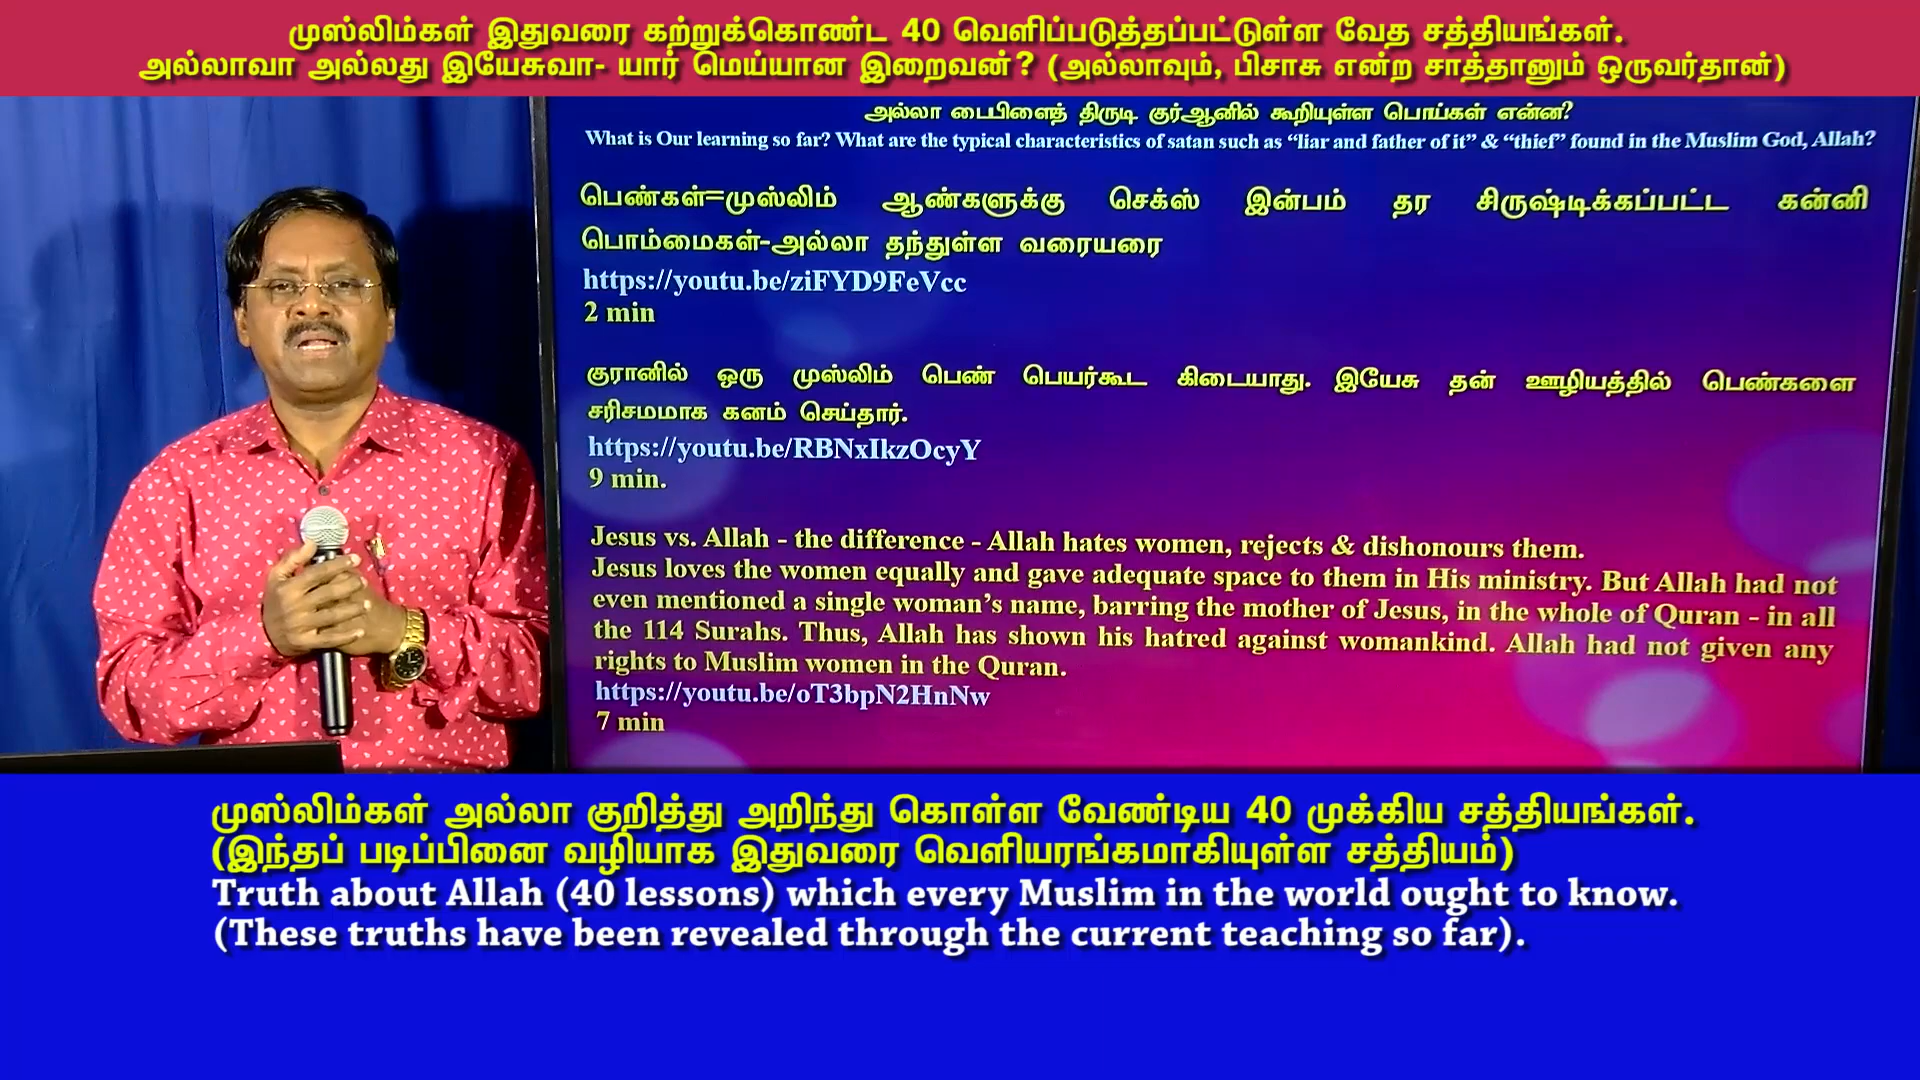 முஸ்லிம்கள் இதுவரை கற்றுக்கொண்ட 40 வெளிப்படுத்தப்பட்டுள்ள வேத சத்தியங்கள்.
அல்லாவா அல்லது இயேசுவா- யார் மெய்யான இறைவன்? (அல்லாவும், பிசாசு என்ற சாத்தானும் ஒருவர்தான்)
அல்லா பைபிளைத் திருடி குர்ஆனில் கூறியுள்ள பொய்கள் என்ன?
What is Our learning so far? What are the typical characteristics of satan such as “liar and father of it” & “thief” found in the Muslim God, Allah?
பெண்கள்=முஸ்லிம் ஆண்களுக்கு செக்ஸ் இன்பம் தர சிருஷ்டிக்கப்பட்ட கன்னி
பொம்மைகள்-அல்லா தந்துள்ள வரையரை
https://youtu.be/ziFYD9FeVcc
2 min
குரானில் ஒரு முஸ்லிம் பெண் பெயர்கூட கிடையாது. இயேசு தன் ஊழியத்தில் பெண்களை
சரிசமமாக கனம் செய்தார்.
https://youtu.be/RBNxIkzOcyY
9 min.
Jesus vs. Allah - the difference - Allah hates women, rejects & dishonours them.
Jesus loves the women equally and gave adequate space to them in His ministry. But Allah had not
even mentioned a single woman’s name, barring the mother of Jesus, in the whole of Quran - in all
the 114 Surahs. Thus, Allah has shown his hatred against womankind. Allah had not given any
rights to Muslim women in the Quran.
https://youtu.be/oT3bpN2HnNw
7 min
முஸ்லிம்கள் அல்லா குறித்து அறிந்து கொள்ள வேண்டிய 40 முக்கிய சத்தியங்கள்.
(இந்தப் படிப்பினை வழியாக இதுவரை வெளியரங்கமாகியுள்ள சத்தியம்)
Truth about Allah (40 lessons) which every Muslim in the world ought to know.
(These truths have been revealed through the current teaching so far).